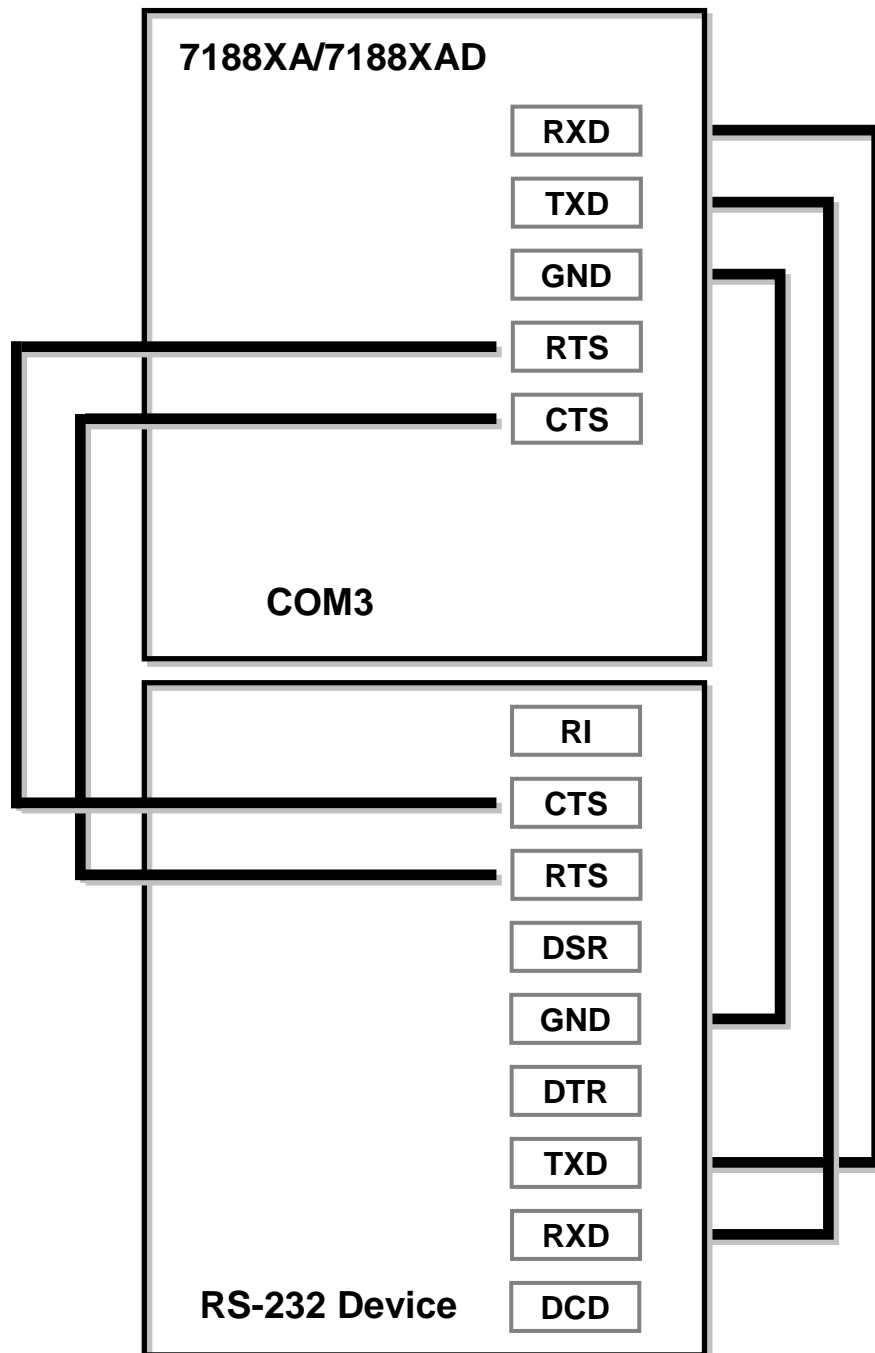 7188XA/7188XAD
RXD
TXD
GND
RTS
CTS
COM3
RI
CTS
RTS
DSR
GND
DTR
TXD
RXD
RS-232 Device
DCD